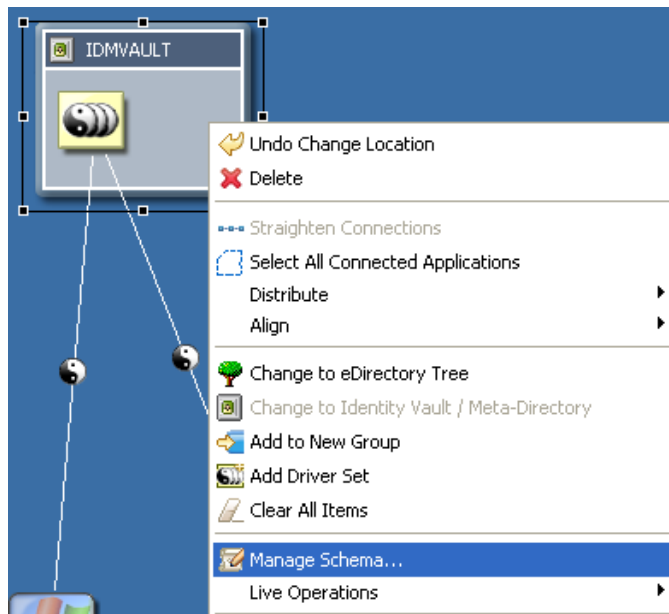 IDMVAULT
Undo Change Location
Delete
Straighten Connections
Select All Connected Applications
Distribute
Align
Change to eDirectory Tree
Change to Identity Vault / Meta-Directory
Add to New Group
Add Driver Set
Clear All Items
Manage Schema...
Live Operations